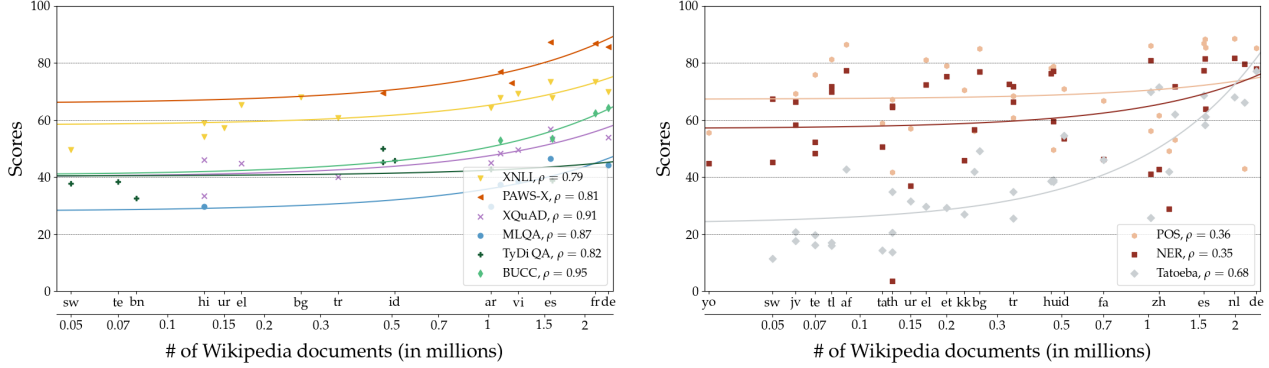 100
80
60
40
20
0
Scores
XNLI, ρ = 0.79
PAWS-X, ρ = 0.81
XQuAD, ρ = 0.91
MLQA, ρ = 0.87
TyDi QA, ρ = 0.82
BUCC, ρ = 0.95
sw te bn hi ur el bg tr id ar vi es fr de
0.05 0.07 0.1 0.15 0.2 0.3 0.5 0.7 1 1.5 2
# of Wikipedia documents (in millions)
100
80
60
40
20
0
Scores
POS, ρ = 0.36
NER, ρ = 0.35
Tatoeba, ρ = 0.68
yo sw jv te tl af ta th ur el et kk bg tr hu id fa zh es nl de
0.05 0.07 0.1 0.15 0.2 0.3 0.5 0.7 1 1.5 2
# of Wikipedia documents (in millions)